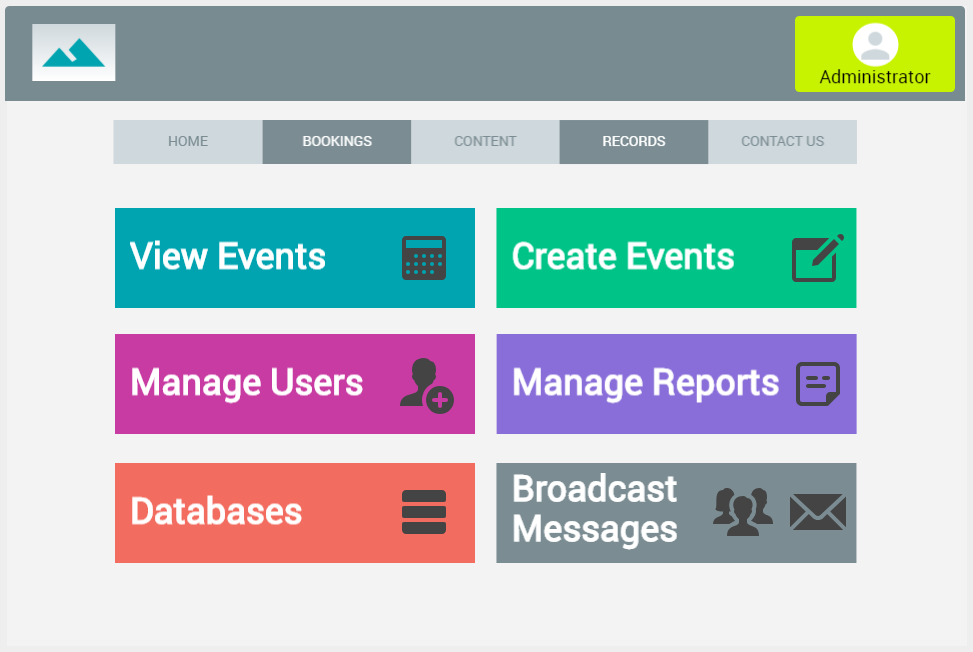 Administrator
HOME BOOKINGS CONTENT RECORDS CONTACT US
View Events
Create Events
Manage Users
Manage Reports
Databases
Broadcast
Messages